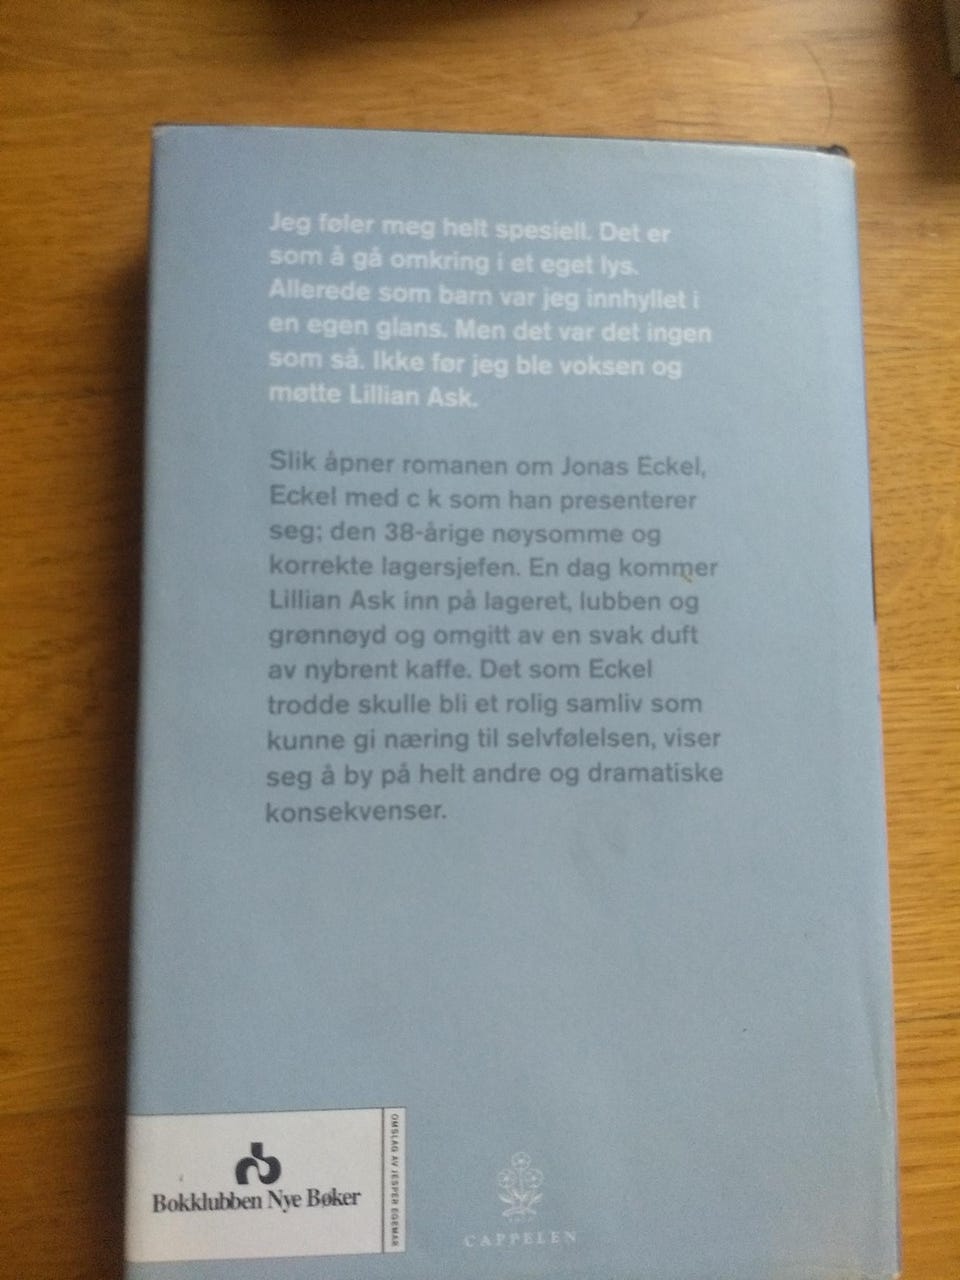 Jeg føler meg helt spesiell. Det er
som å gå omkring i et eget lys.
Allerede som barn var jeg innhyllet i
en egen glans. Men det var det ingen
som så. Ikke før jeg ble voksen og
møtte Lillian Ask.
Slik åpner romanen om Jonas Eckel,
Eckel med c k som han presenterer
seg; den 38-årige nøysomme og
korrekte lagersjefen. En dag kommer
Lillian Ask inn på lageret, lubben og
grønnøyd og omgitt av en svak duft
av nybrent kaffe. Det som Eckel
trodde skulle bli et rolig samliv som
kunne gi næring til selvfølelsen, viser
seg å by på helt andre og dramatiske
konsekvenser.
Bokklubben Nye Bøker
OMSLAG AV JESPER EGEMAR
CAPPELEN